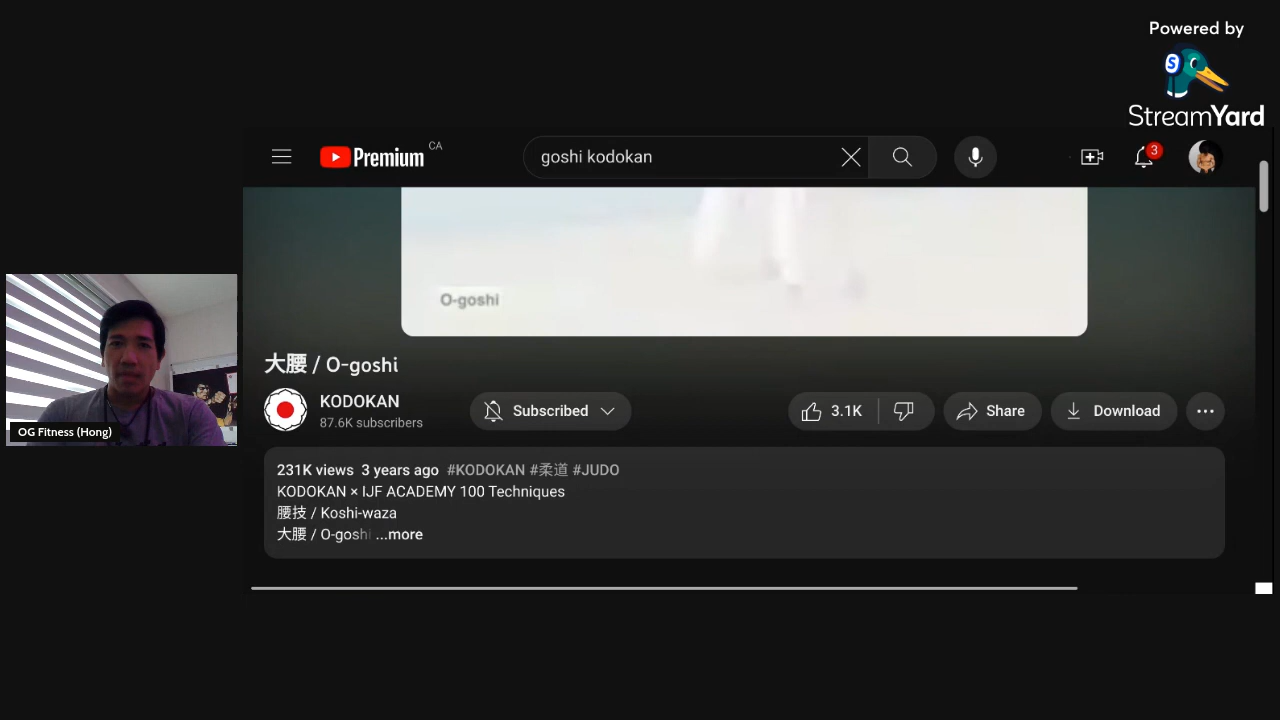 Powered by
StreamYard
Premium CA
goshi kodokan
3
O-goshi
大腰 / O-goshi
KODOKAN
87.6K subscribers
Subscribed
3.1K
Share
Download
231K views 3 years ago #KODOKAN #柔道 #JUDO
KODOKAN × IJF ACADEMY 100 Techniques
腰技 / Koshi-waza
大腰 / O-goshi ...more
OG Fitness (Hong)